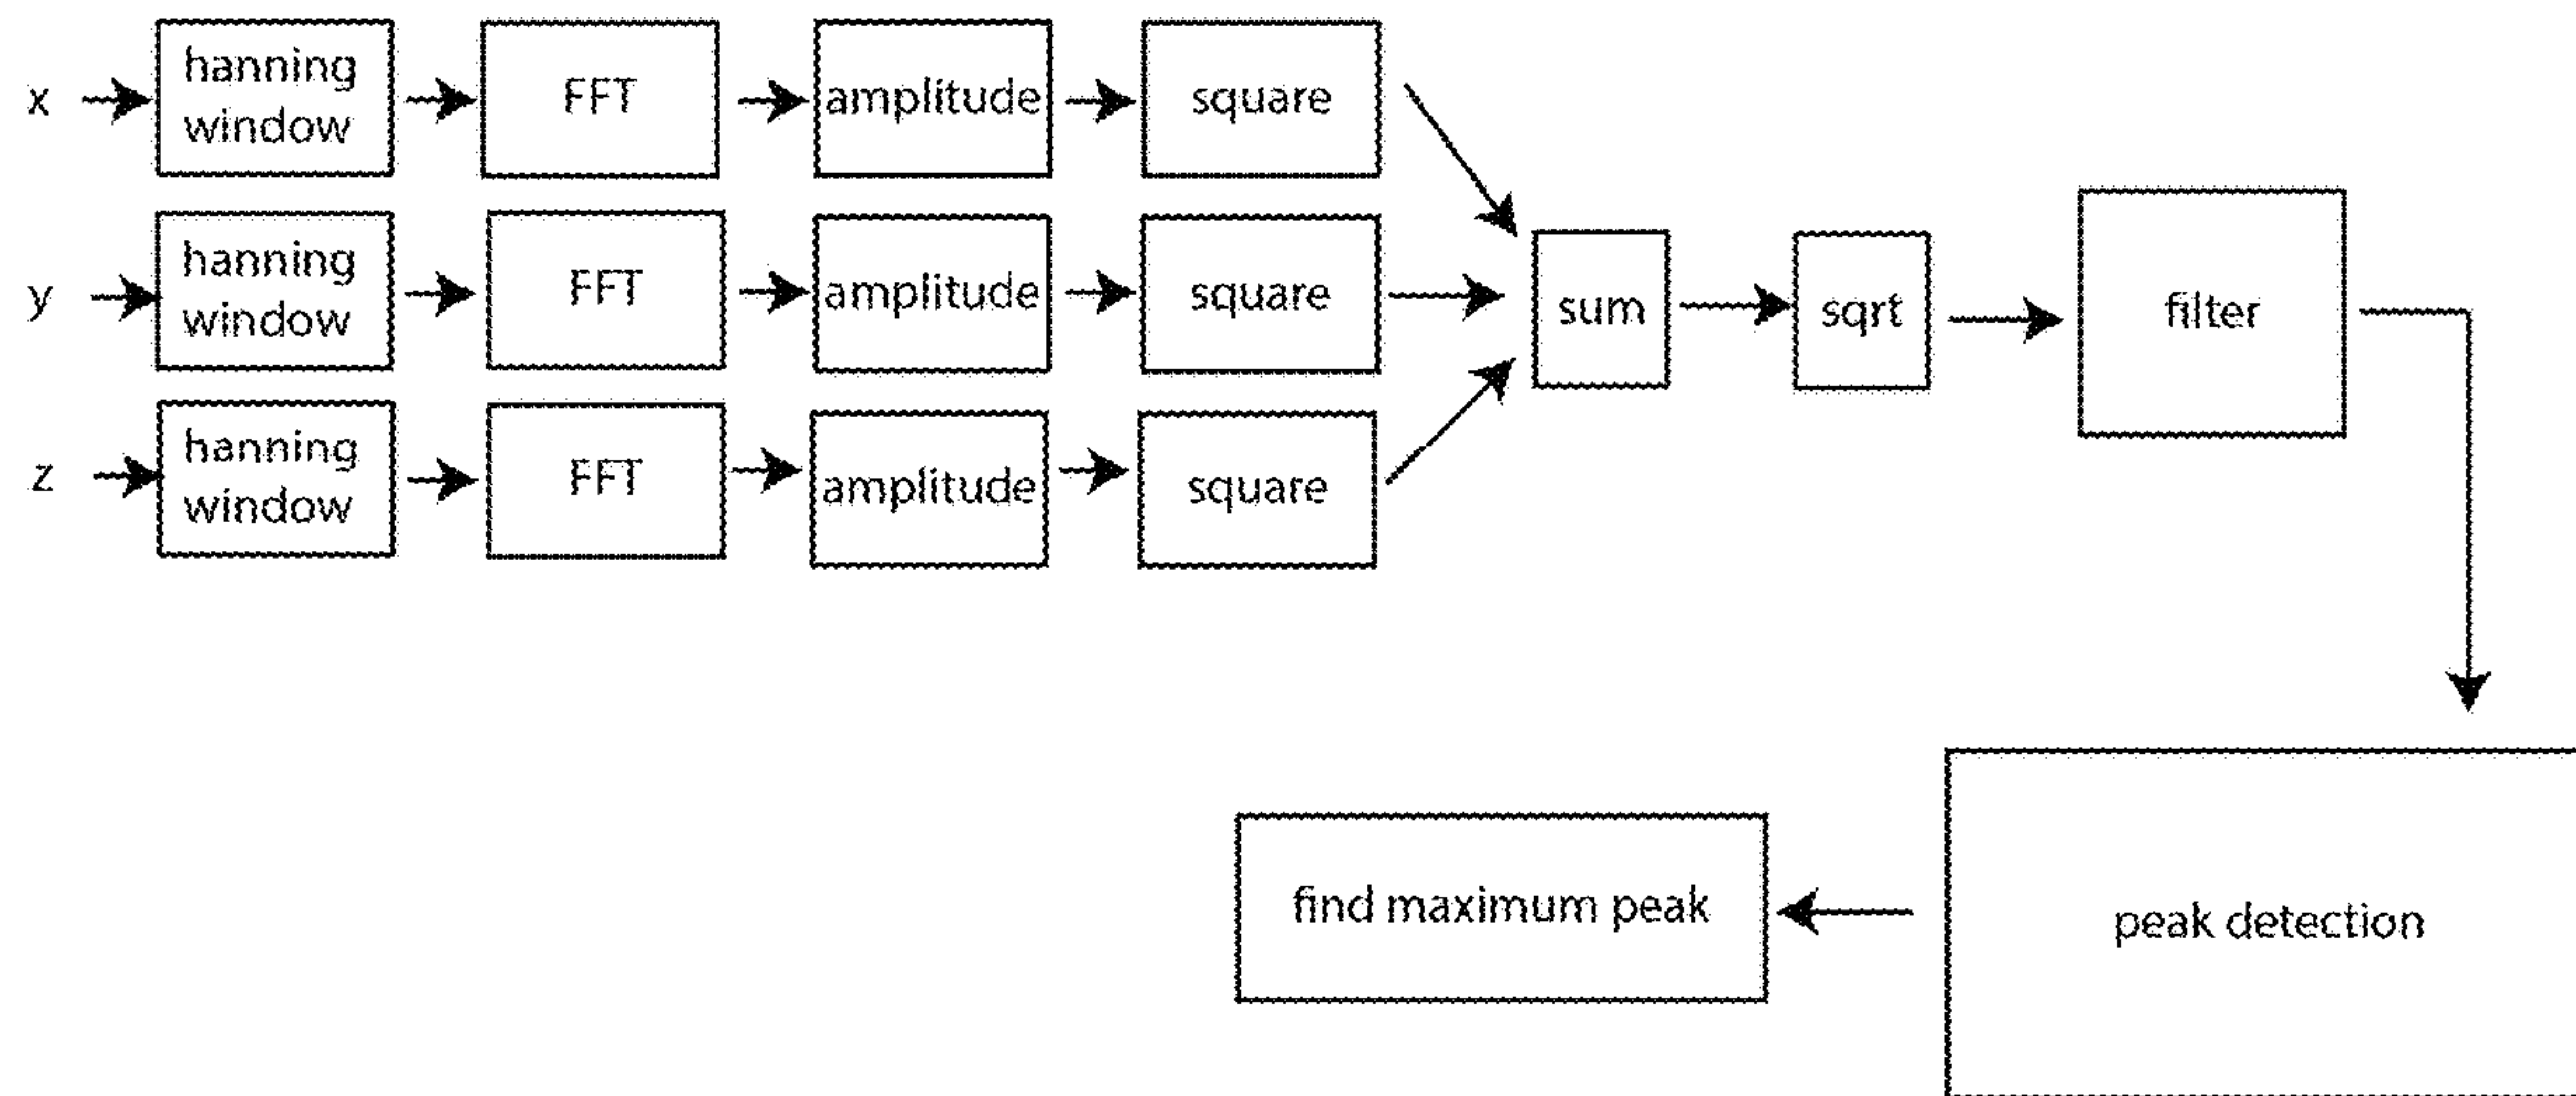 x
hanning
window
FFT
amplitude
square
y
hanning
window
FFT
amplitude
square
z
hanning
window
FFT
amplitude
square
sum
sqrt
filter
find maximum peak
peak detection